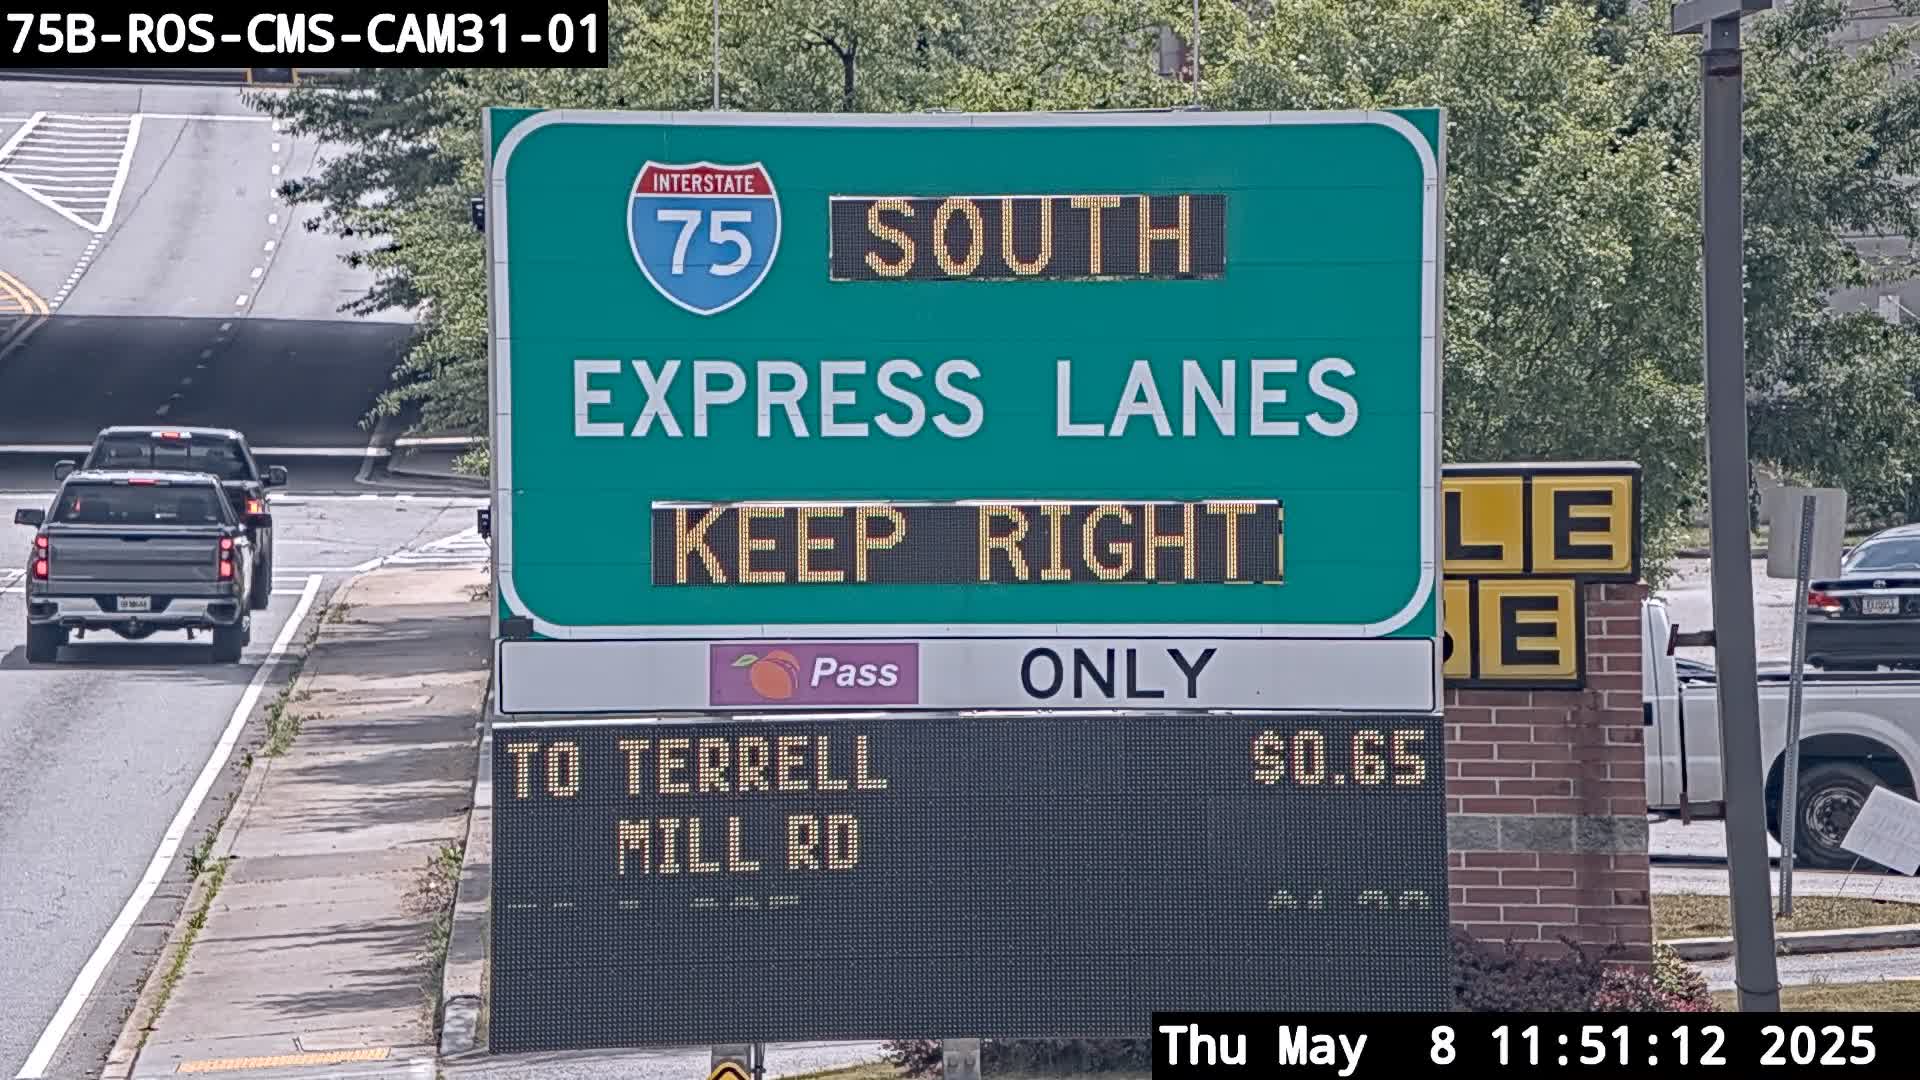 75B-ROS-CMS-CAM31-01
INTERSTATE
75
SOUTH
EXPRESS LANES
KEEP RIGHT
Pass ONLY
TO TERRELL $0.65
MILL RD
LE
E
Thu May 8 11:51:12 2025